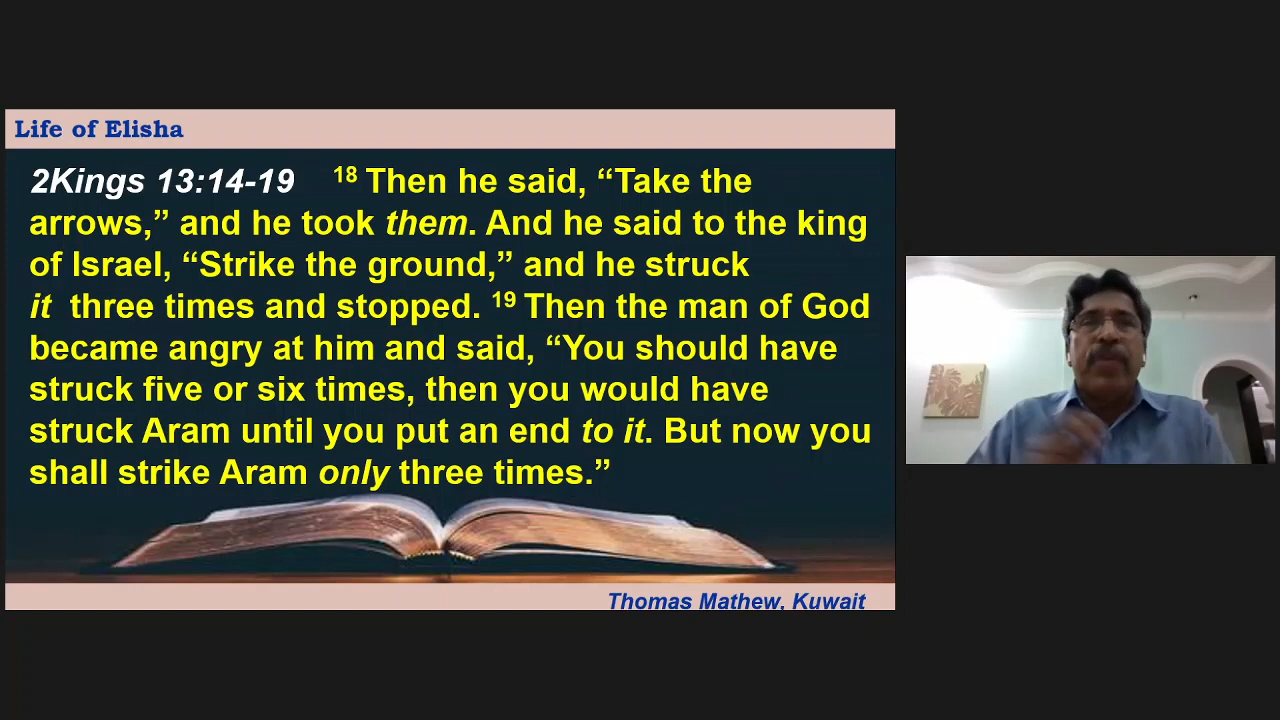 Life of Elisha
2Kings 13:14-19 18 Then he said, “Take the
arrows,” and he took them. And he said to the king
of Israel, “Strike the ground,” and he struck
it three times and stopped. 19 Then the man of God
became angry at him and said, “You should have
struck five or six times, then you would have
struck Aram until you put an end to it. But now you
shall strike Aram only three times.”
Thomas Mathew, Kuwait